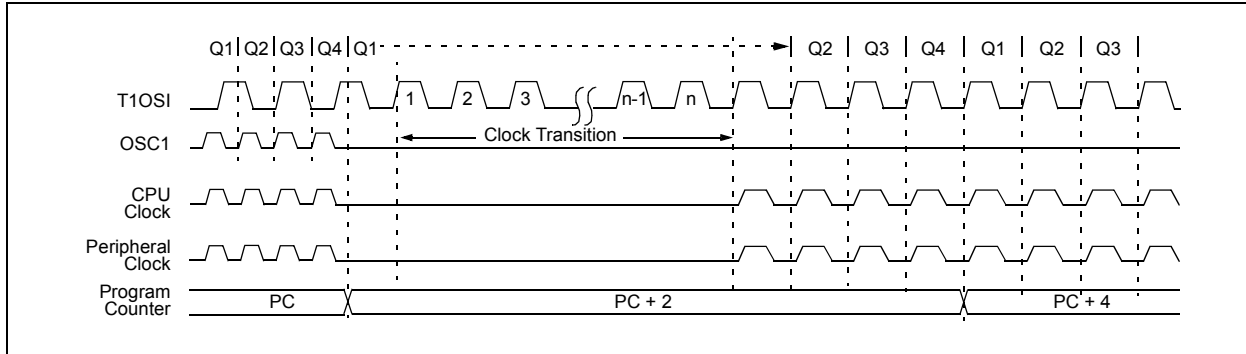 Q1 Q2 Q3 Q4 Q1 Q2 Q3 Q4 Q1 Q2 Q3
T1OSI
1 2 3 n-1 n
Clock Transition
OSC1
CPU
Clock
Peripheral
Clock
Program
Counter
PC PC + 2 PC + 4